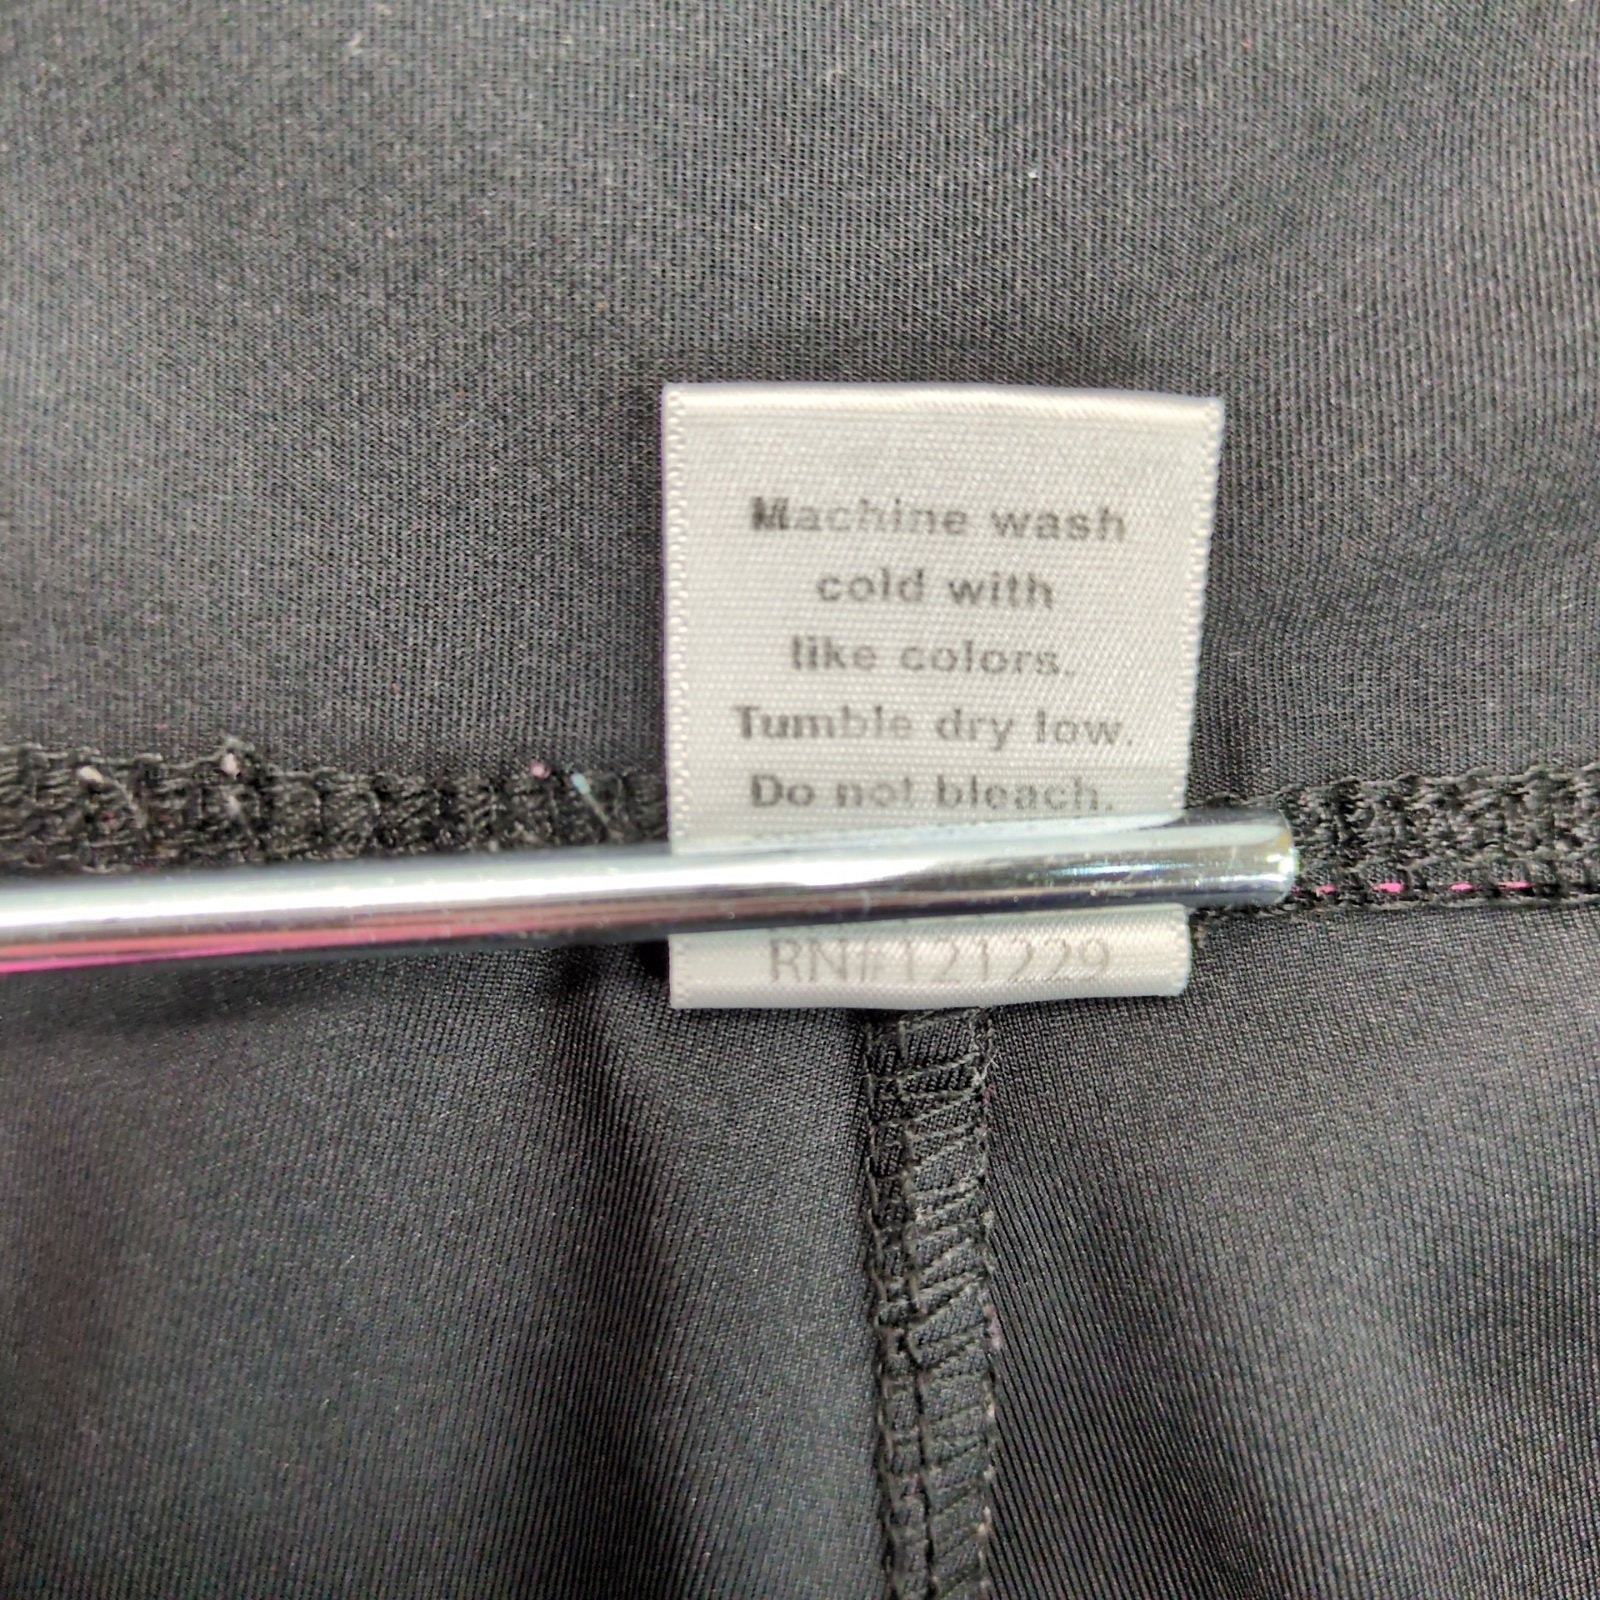 Machine wash
cold with
like colors.
Tumble dry low.
Do not bleach.
RN#121229